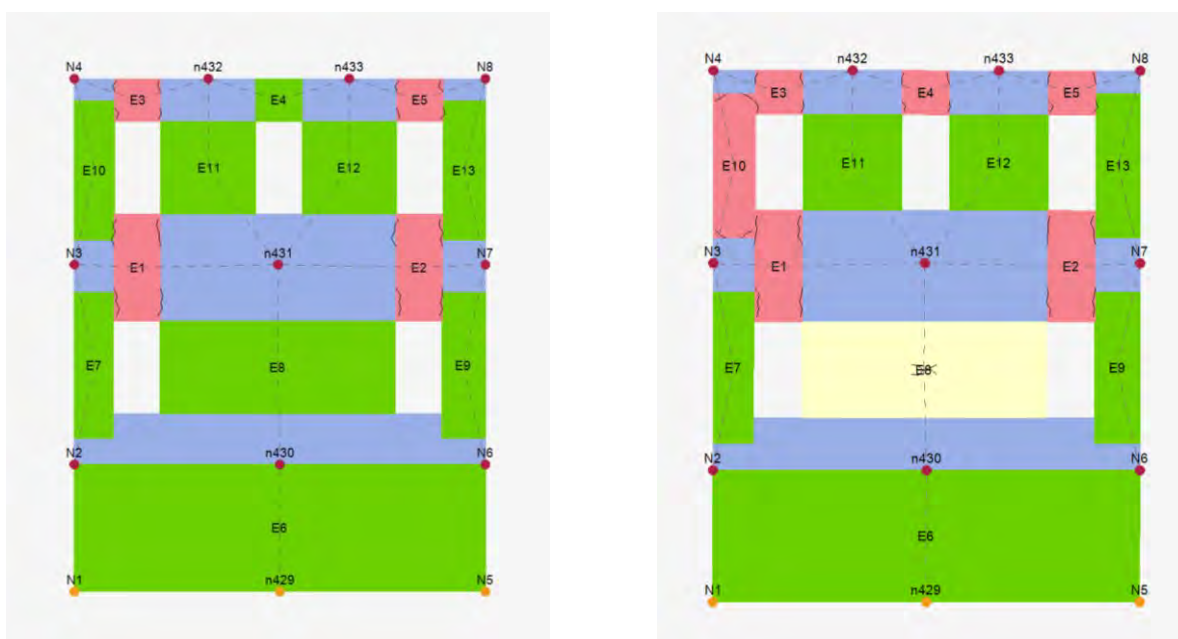 N4 n432 n433 N8
E3 E4 E5
E10 E11 E12 E13
N3 n431 N7
E1 E2
E7 E8 E9
N2 n430 N6
E6
N1 n429 N5
N4 n432 n433 N8
E3 E4 E5
E10 E11 E12 E13
N3 n431 N7
E1 E2
E7 E8 E9
N2 n430 N6
E6
N1 n429 N5